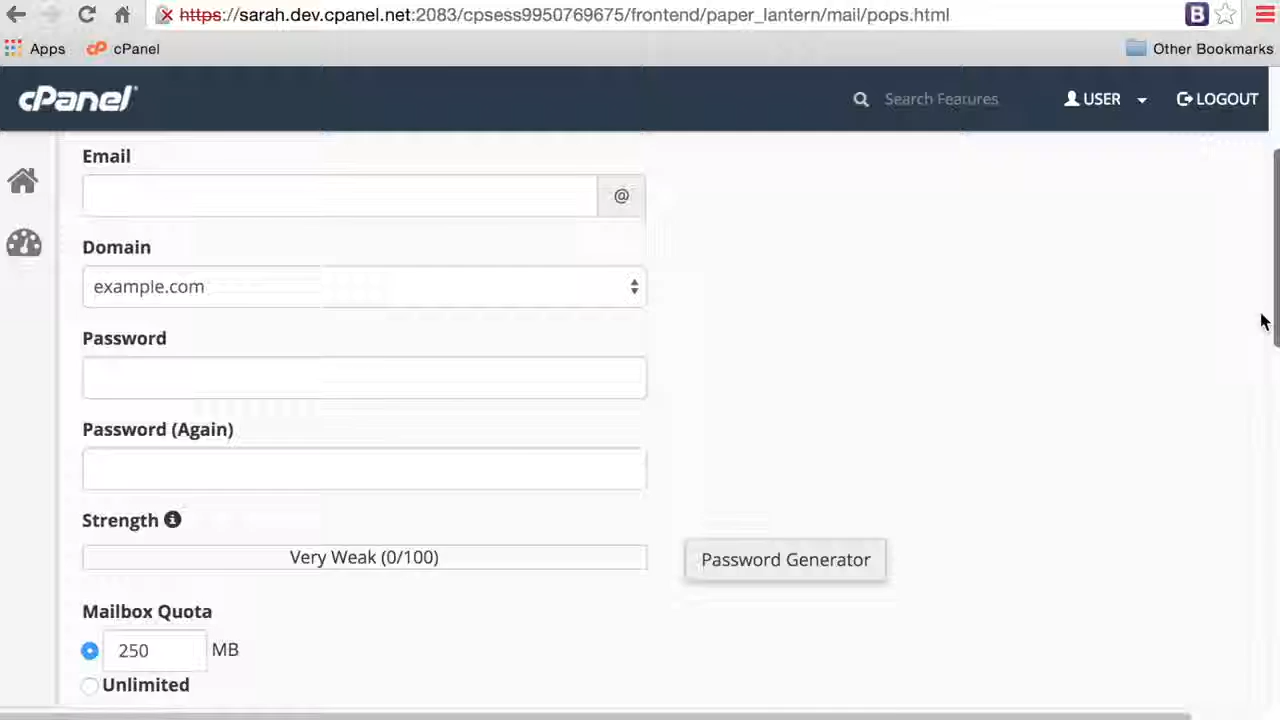 https://sarah.dev.cpanel.net:2083/cpsess9950769675/frontend/paper_lantern/mail/pops.html B
Apps cP cPanel Other Bookmarks
cPanel Search Features USER LOGOUT
Email
@
Domain
example.com
Password
Password (Again)
Strength
Very Weak (0/100) Password Generator
Mailbox Quota
250 MB
Unlimited